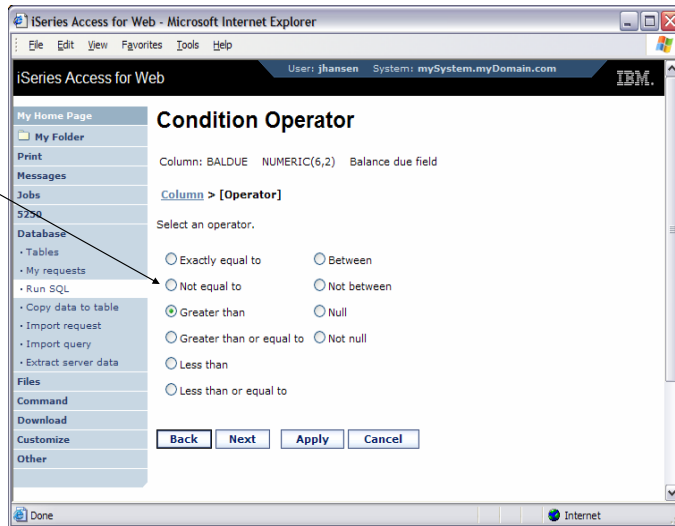 iSeries Access for Web - Microsoft Internet Explorer
File Edit View Favorites Tools Help
iSeries Access for Web
User: jhansen System: mySystem.myDomain.com
IBM.
My Home Page
My Folder
Print
Messages
Jobs
5250
Database
• Tables
• My requests
• Run SQL
• Copy data to table
• Import request
• Import query
• Extract server data
Files
Command
Download
Customize
Other
Condition Operator
Column: BALDUE NUMERIC(6,2) Balance due field
Column > [Operator]
Select an operator.
Exactly equal to Between
Not equal to Not between
Greater than Null
Greater than or equal to Not null
Less than
Less than or equal to
Back Next Apply Cancel
Done Internet